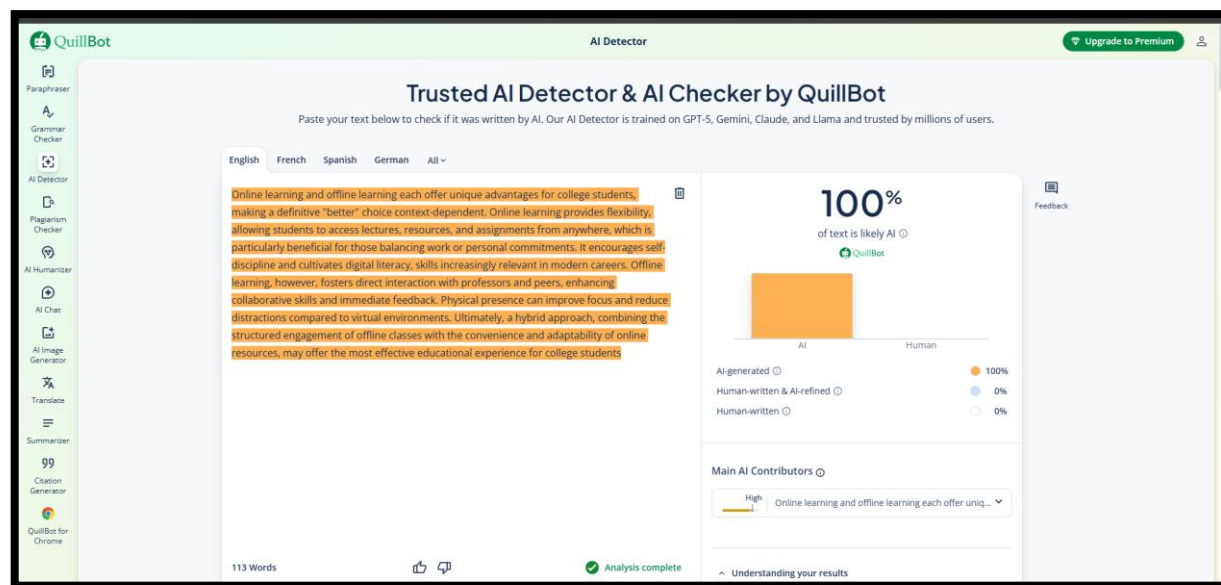 QuillBot
AI Detector
Upgrade to Premium
Paraphraser
Grammar
Checker
AI Detector
Plagiarism
Checker
AI Humanizer
AI Chat
AI Image
Generator
Translate
Summarizer
99
Citation
Generator
QuillBot for
Chrome
Trusted AI Detector & AI Checker by QuillBot
Paste your text below to check if it was written by AI. Our AI Detector is trained on GPT-5, Gemini, Claude, and Llama and trusted by millions of users.
English French Spanish German All
Online learning and offline learning each offer unique advantages for college students,
making a definitive "better" choice context-dependent. Online learning provides flexibility,
allowing students to access lectures, resources, and assignments from anywhere, which is
particularly beneficial for those balancing work or personal commitments. It encourages self-
discipline and cultivates digital literacy, skills increasingly relevant in modern careers. Offline
learning, however, fosters direct interaction with professors and peers, enhancing
collaborative skills and immediate feedback. Physical presence can improve focus and reduce
distractions compared to virtual environments. Ultimately, a hybrid approach, combining the
structured engagement of offline classes with the convenience and adaptability of online
resources, may offer the most effective educational experience for college students
113 Words
Analysis complete
100%
of text is likely AI
QuillBot
AI Human
AI-generated 100%
Human-written & AI-refined 0%
Human-written 0%
Main AI Contributors
High Online learning and offline learning each offer uniq...
Understanding your results
Feedback